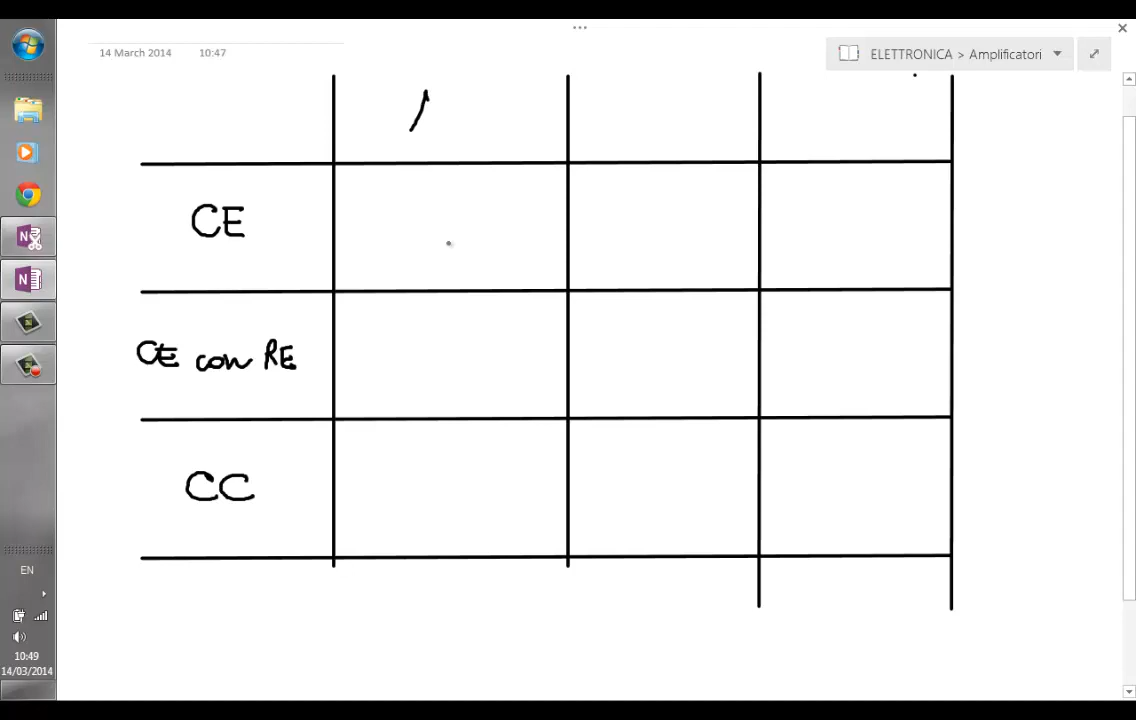 14 March 2014 10:47
ELETTRONICA > Amplificatori
CE
CE con RE
CC
EN
10:49
14/03/2014